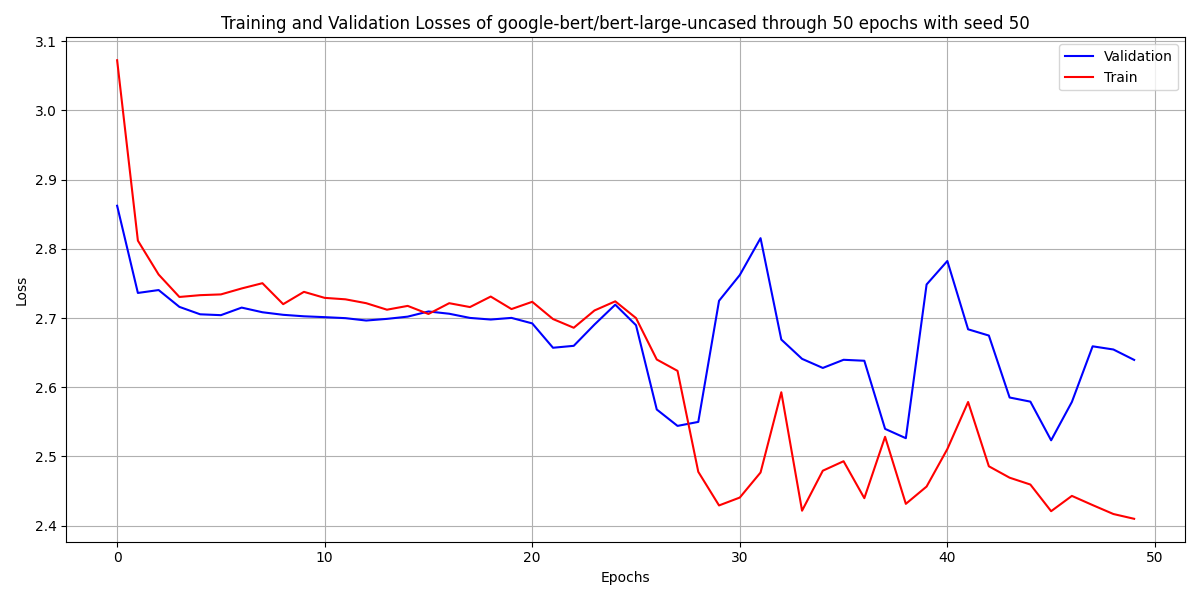 Training and Validation Losses of google-bert/bert-large-uncased through 50 epochs with seed 50
Validation
Train
Loss
3.1
3.0
2.9
2.8
2.7
2.6
2.5
2.4
0 10 20 30 40 50
Epochs